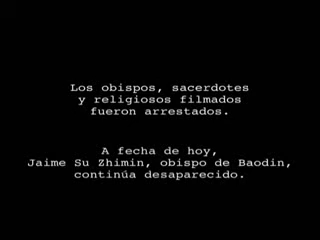 Los obispos, sacerdotes
y religiosos filmados
fueron arrestados.
A fecha de hoy,
Jaime Su Zhimin, obispo de Baodin,
continúa desaparecido.